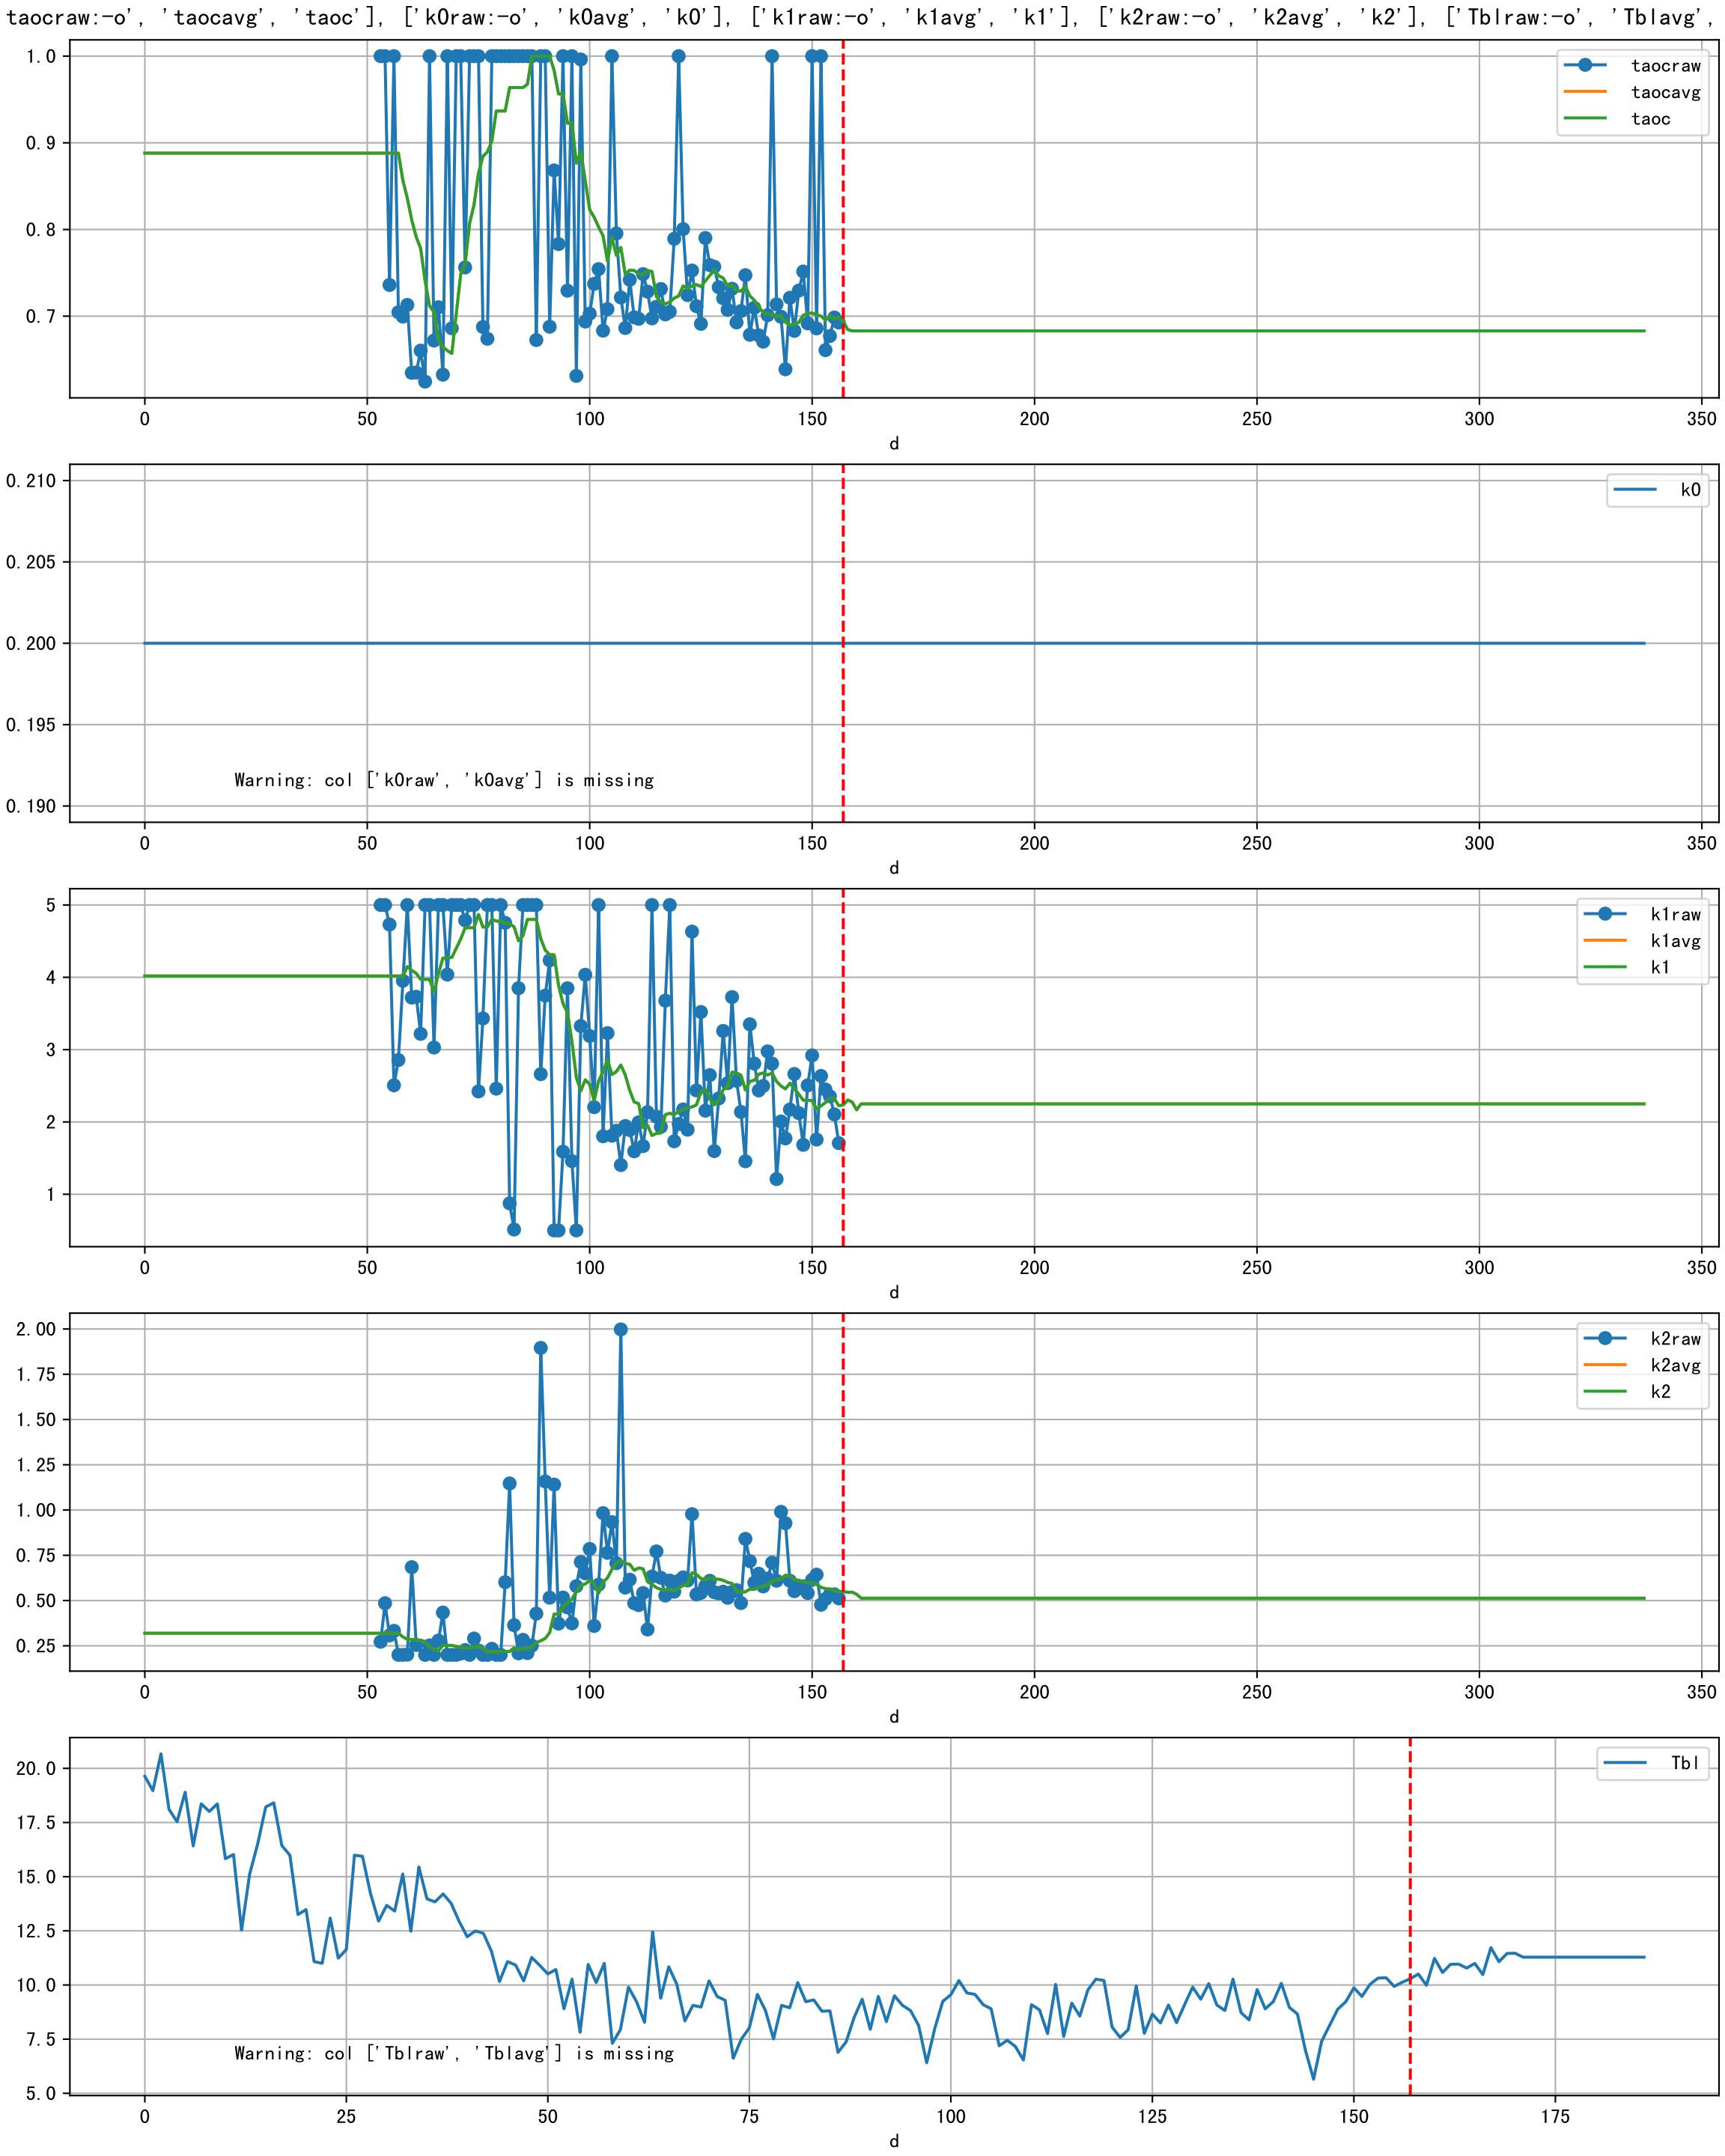 taocraw:-o', 'taocavg', 'taoc'], ['k0raw:-o', 'k0avg', 'k0'], ['k1raw:-o', 'k1avg', 'k1'], ['k2raw:-o', 'k2avg', 'k2'], ['Tblraw:-o', 'Tblavg',
1.0
0.9
0.8
0.7
taocraw
taocavg
taoc
0 50 100 150 200 250 300 350
d
0.210
0.205
0.200
0.195
0.190
k0
Warning: col ['k0raw', 'k0avg'] is missing
0 50 100 150 200 250 300 350
d
5
4
3
2
1
k1raw
k1avg
k1
0 50 100 150 200 250 300 350
d
2.00
1.75
1.50
1.25
1.00
0.75
0.50
0.25
k2raw
k2avg
k2
0 50 100 150 200 250 300 350
d
20.0
17.5
15.0
12.5
10.0
7.5
5.0
Tbl
Warning: col ['Tblraw', 'Tblavg'] is missing
0 25 50 75 100 125 150 175
d